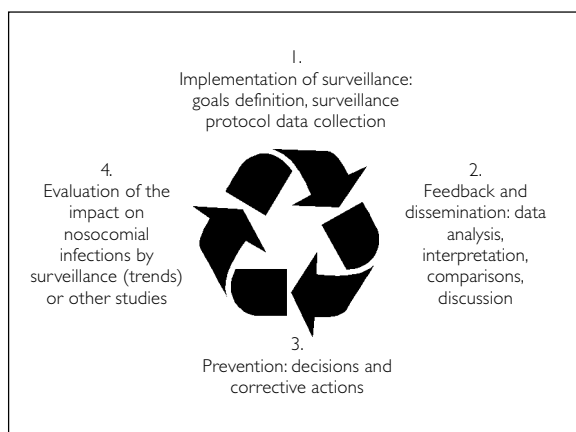 1.
Implementation of surveillance:
goals definition, surveillance
protocol data collection
2.
Feedback and
dissemination: data
analysis,
interpretation,
comparisons,
discussion
3.
Prevention: decisions and
corrective actions
4.
Evaluation of the
impact on
nosocomial
infections by
surveillance (trends)
or other studies